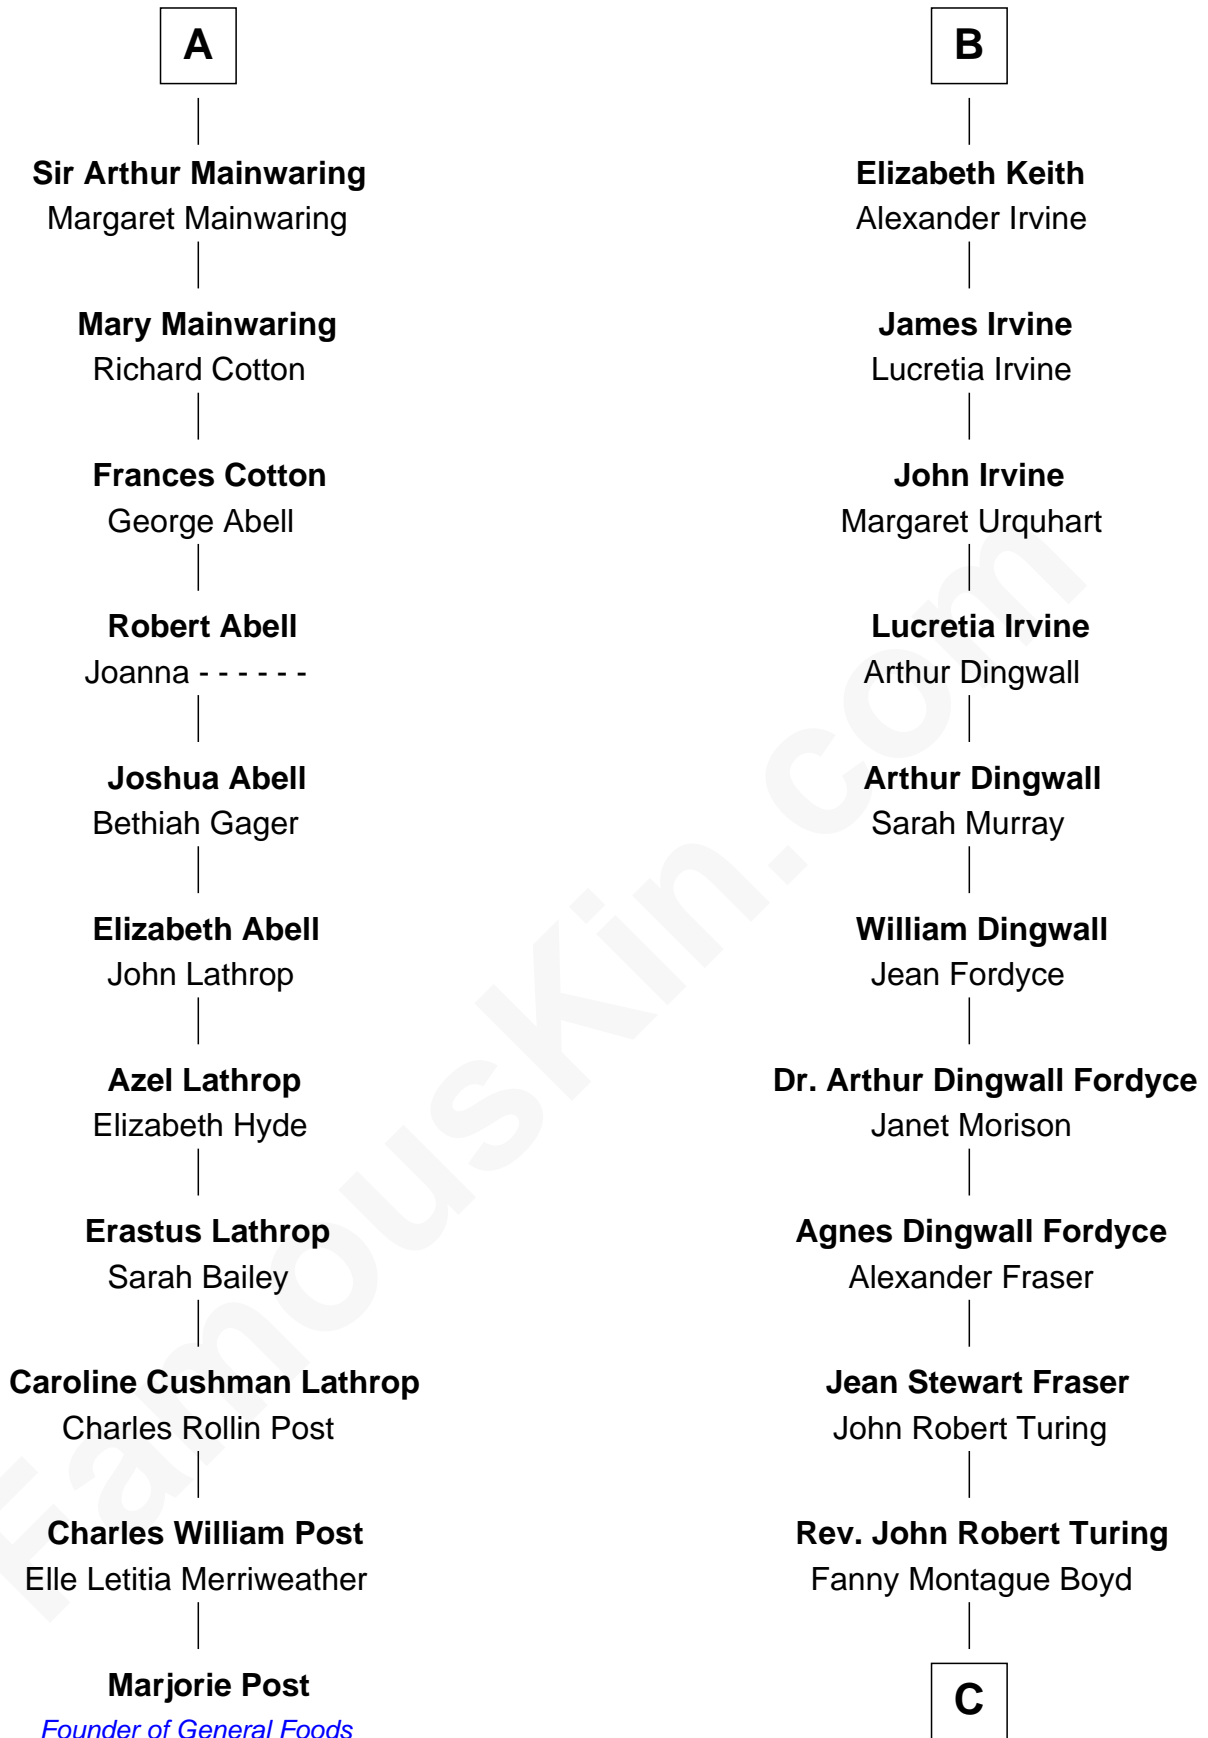 A
Sir Arthur Mainwaring
Margaret Mainwaring
Mary Mainwaring
Richard Cotton
Frances Cotton
George Abell
Robert Abell
Joanna - - - - - -
Joshua Abell
Bethiah Gager
Elizabeth Abell
John Lathrop
Azel Lathrop
Elizabeth Hyde
Erastus Lathrop
Sarah Bailey
Caroline Cushman Lathrop
Charles Rollin Post
Charles William Post
Elle Letitia Merriweather
Marjorie Post
Founder of General Foods
B
Elizabeth Keith
Alexander Irvine
James Irvine
Lucretia Irvine
John Irvine
Margaret Urquhart
Lucretia Irvine
Arthur Dingwall
Arthur Dingwall
Sarah Murray
William Dingwall
Jean Fordyce
Dr. Arthur Dingwall Fordyce
Janet Morison
Agnes Dingwall Fordyce
Alexander Fraser
Jean Stewart Fraser
John Robert Turing
Rev. John Robert Turing
Fanny Montague Boyd
C
FamousKin.com